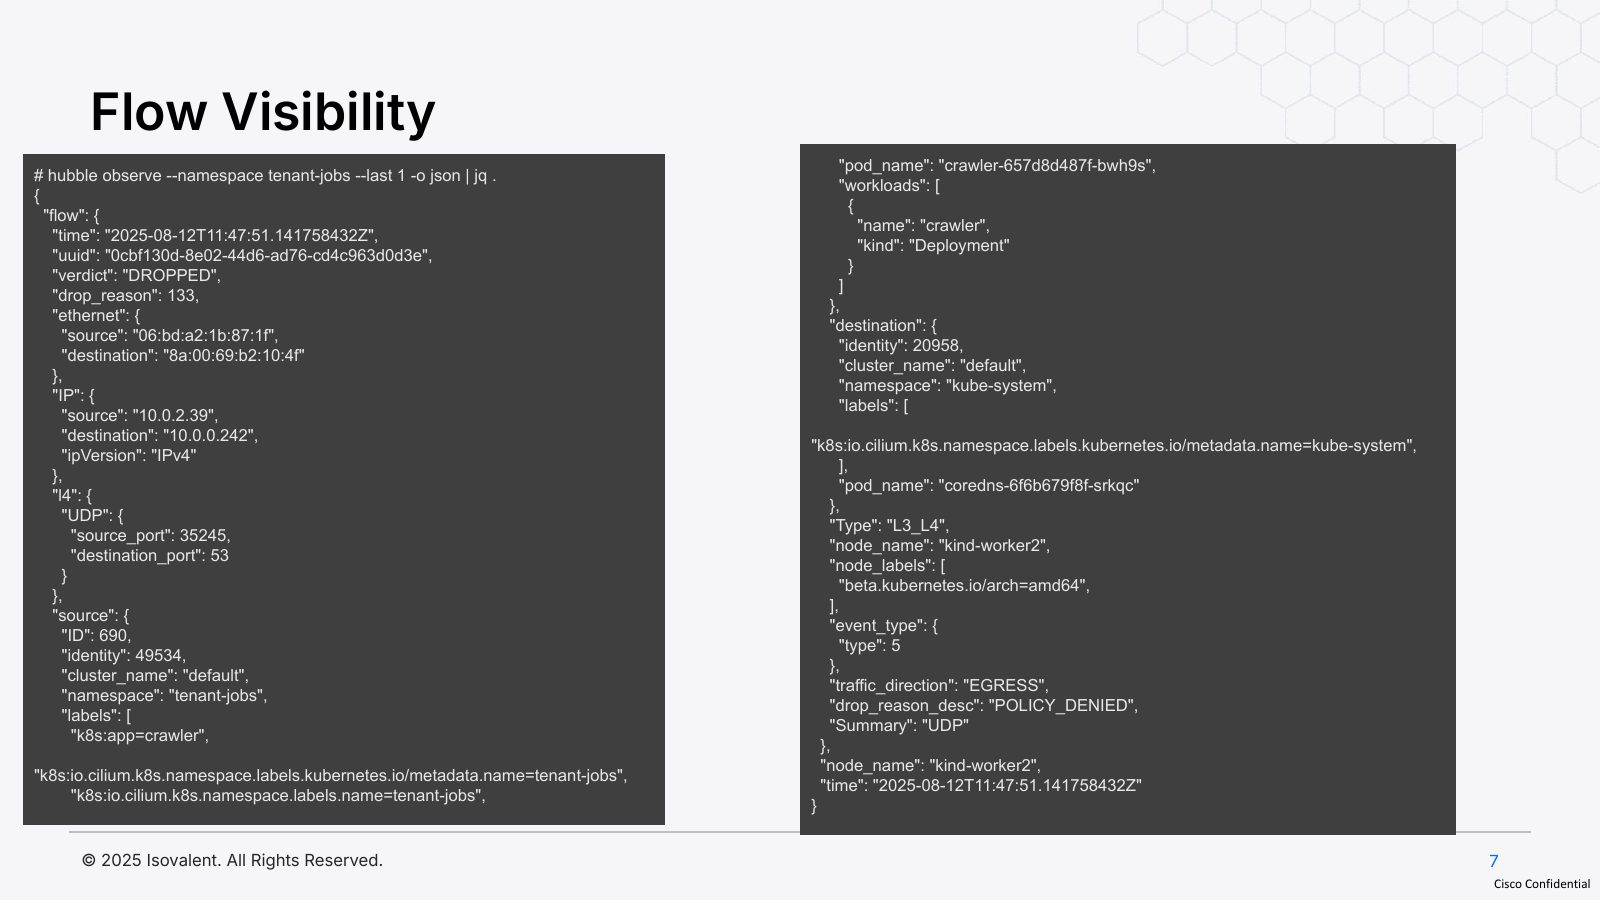 Flow Visibility
# hubble observe --namespace tenant-jobs --last 1 -o json | jq .
{
"flow": {
"time": "2025-08-12T11:47:51.141758432Z",
"uuid": "0cbf130d-8e02-44d6-ad76-cd4c963d0d3e",
"verdict": "DROPPED",
"drop_reason": 133,
"ethernet": {
"source": "06:bd:a2:1b:87:1f",
"destination": "8a:00:69:b2:10:4f"
},
"IP": {
"source": "10.0.2.39",
"destination": "10.0.0.242",
"ipVersion": "IPv4"
},
"l4": {
"UDP": {
"source_port": 35245,
"destination_port": 53
}
},
"source": {
"ID": 690,
"identity": 49534,
"cluster_name": "default",
"namespace": "tenant-jobs",
"labels": [
"k8s:app=crawler",
"k8s:io.cilium.k8s.namespace.labels.kubernetes.io/metadata.name=tenant-jobs",
"k8s:io.cilium.k8s.namespace.labels.name=tenant-jobs",
"pod_name": "crawler-657d8d487f-bwh9s",
"workloads": [
{
"name": "crawler",
"kind": "Deployment"
}
]
},
"destination": {
"identity": 20958,
"cluster_name": "default",
"namespace": "kube-system",
"labels": [
"k8s:io.cilium.k8s.namespace.labels.kubernetes.io/metadata.name=kube-system",
],
"pod_name": "coredns-6f6b679f8f-srkqc"
},
"Type": "L3_L4",
"node_name": "kind-worker2",
"node_labels": [
"beta.kubernetes.io/arch=amd64",
],
"event_type": {
"type": 5
},
"traffic_direction": "EGRESS",
"drop_reason_desc": "POLICY_DENIED",
"Summary": "UDP"
},
"node_name": "kind-worker2",
"time": "2025-08-12T11:47:51.141758432Z"
}
© 2025 Isovalent. All Rights Reserved.
7
Cisco Confidential